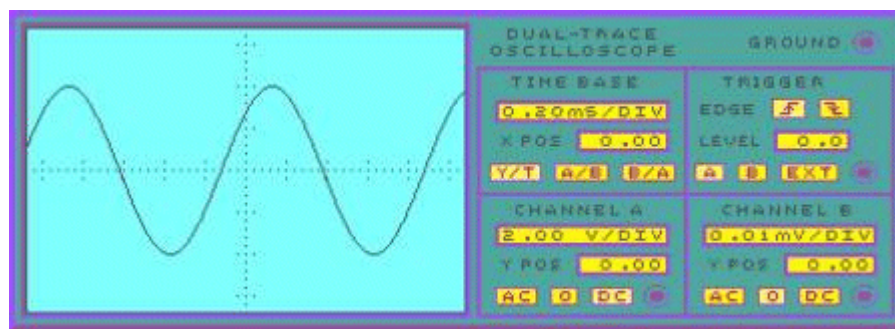 DUAL-TRACE
OSCILLOSCOPE
GROUND
TIME BASE
0.20mS/DIV
X POS 0.00
Y/T A/B B/A
TRIGGER
EDGE
LEVEL 0.0
A B EXT
CHANNEL A
2.00 V/DIV
Y POS 0.00
AC 0 DC
CHANNEL B
0.01mV/DIV
Y POS 0.00
AC 0 DC